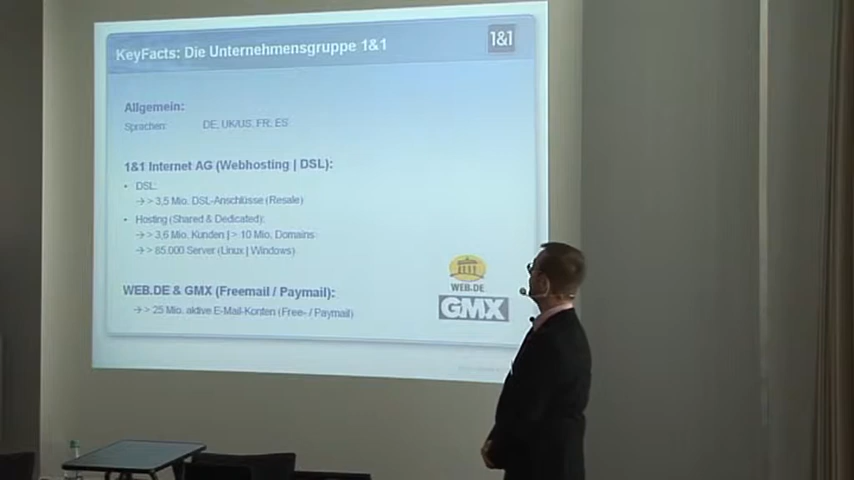 KeyFacts: Die Unternehmensgruppe 1&1
1&1
Allgemein:
Sprachen: DE, UK/US, FR, ES
1&1 Internet AG (Webhosting | DSL):
• DSL:
→ > 3,5 Mio. DSL-Anschlüsse (Resale)
• Hosting (Shared & Dedicated):
→ > 3,6 Mio. Kunden | > 10 Mio. Domains
→ > 85.000 Server (Linux | Windows)
WEB.DE
WEB.DE & GMX (Freemail / Paymail):
GMX
→ > 25 Mio. aktive E-Mail-Konten (Free- / Paymail)